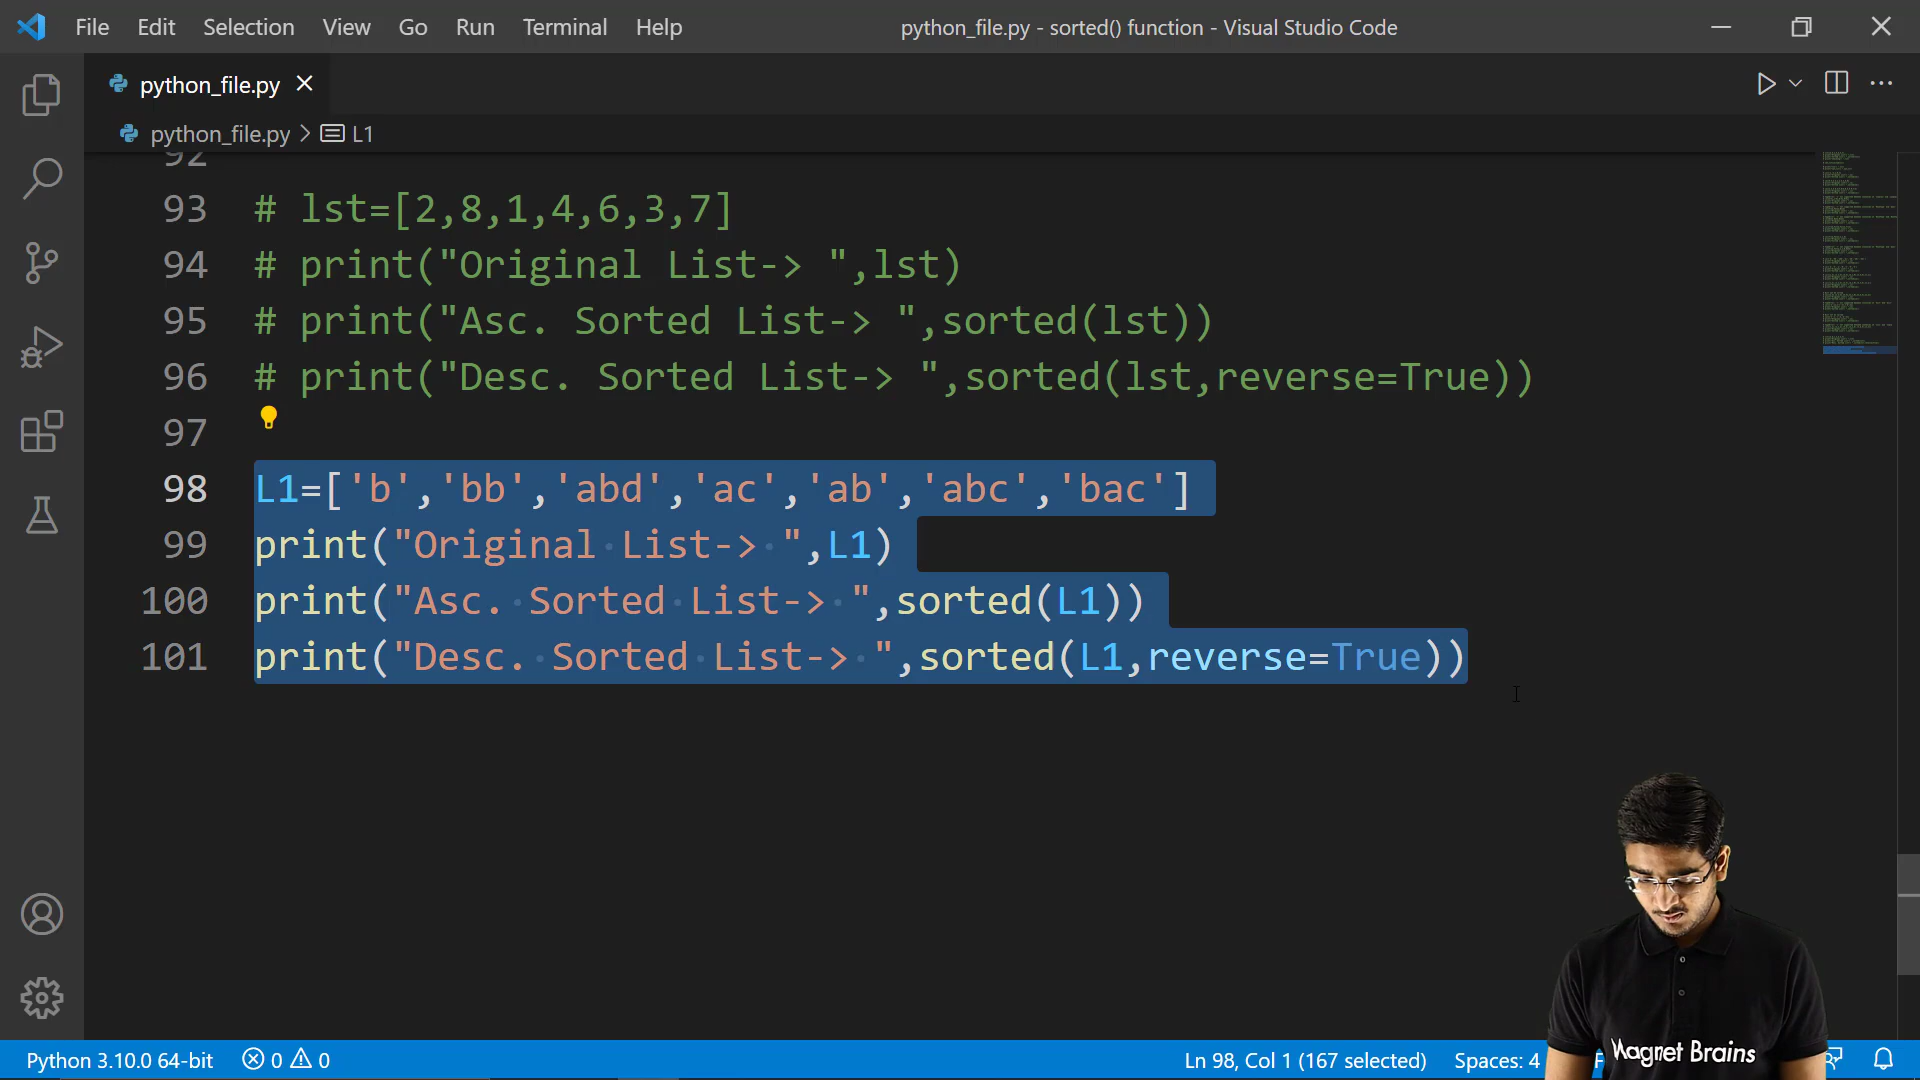 File Edit Selection View Go Run Terminal Help python_file.py - sorted() function - Visual Studio Code
python_file.py
python_file.py > L1
92
93 # lst=[2,8,1,4,6,3,7]
94 # print("Original List-> ",lst)
95 # print("Asc. Sorted List-> ",sorted(lst))
96 # print("Desc. Sorted List-> ",sorted(lst,reverse=True))
97
98 L1=['b','bb','abd','ac','ab','abc','bac']
99 print("Original List-> ",L1)
100 print("Asc. Sorted List-> ",sorted(L1))
101 print("Desc. Sorted List-> ",sorted(L1,reverse=True))
Magnet Brains
Python 3.10.0 64-bit 0 0 Ln 98, Col 1 (167 selected) Spaces: 4